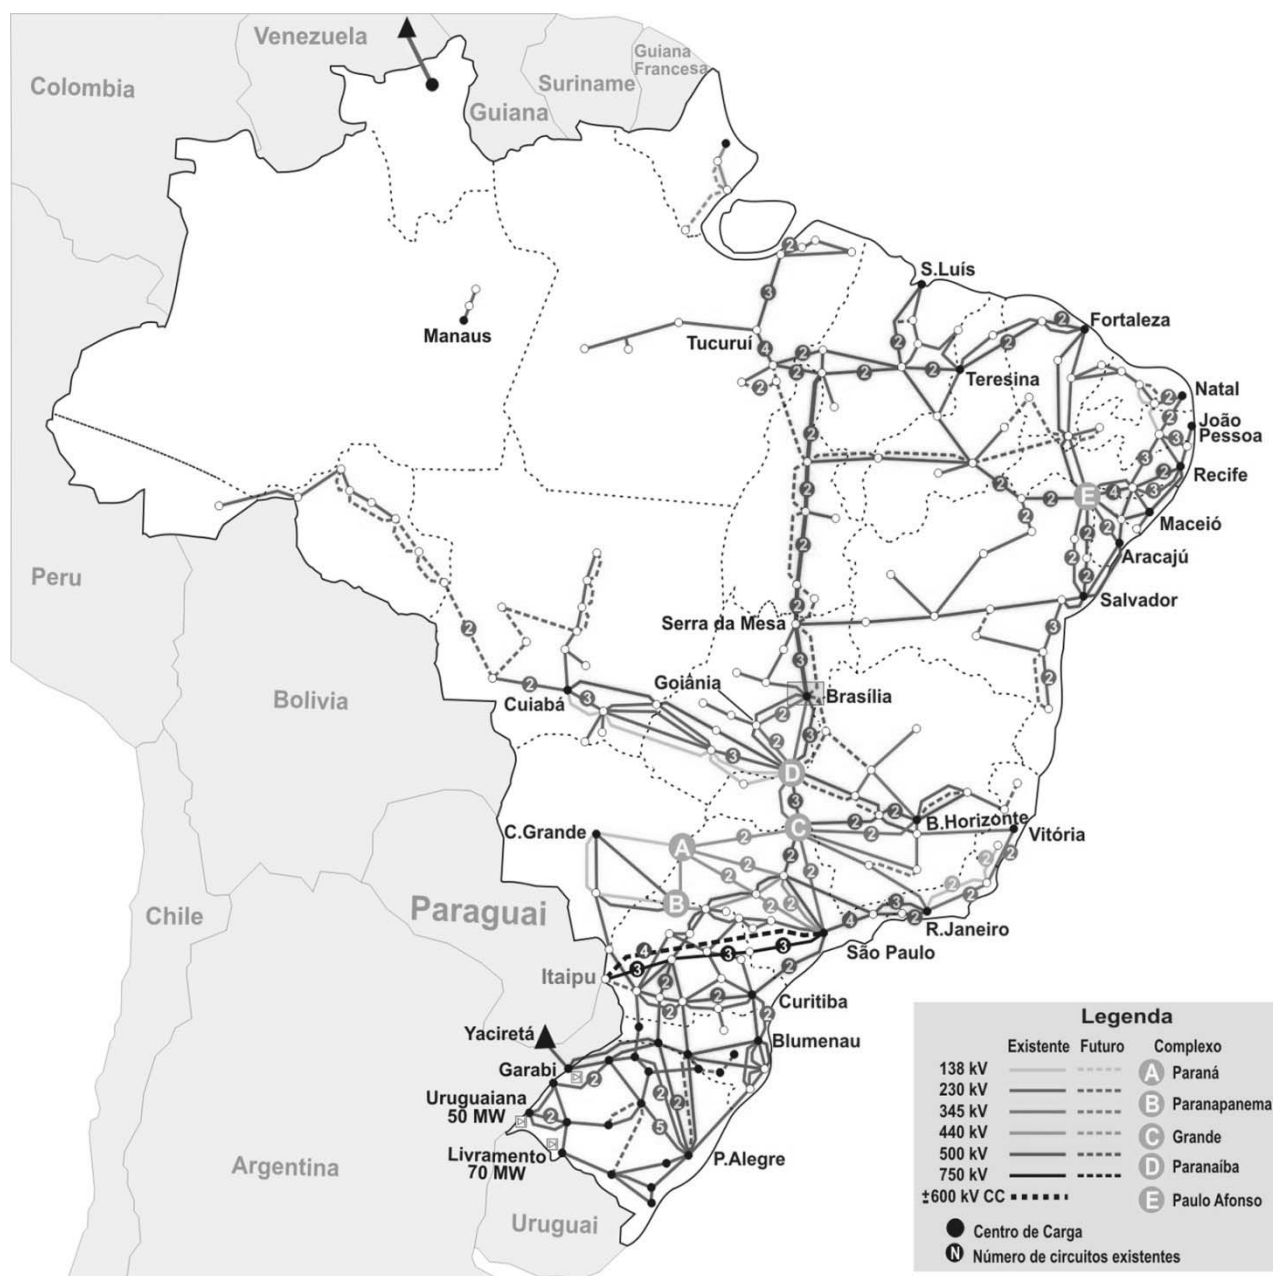 Venezuela
Colombia
Guiana
Francesa
Suriname
Guiana
S.Luís
Manaus
Tucuruí
Fortaleza
Teresina
Natal
João
Pessoa
Recife
Maceió
Aracajú
Salvador
Peru
Serra da Mesa
Goiânia
Brasília
Bolivia
Cuiabá
C.Grande
B.Horizonte
Vitória
R.Janeiro
São Paulo
Paraguai
Chile
Itaipu
Curitiba
Blumenau
Yaciretá
Garabi
Uruguaiana
50 MW
Livramento
70 MW
P.Alegre
Argentina
Uruguai
A
B
C
D
E
Legenda
Existente Futuro Complexo
138 kV A Paraná
230 kV
345 kV B Paranapanema
440 kV C Grande
500 kV D Paranaíba
750 kV
±600 kV CC E Paulo Afonso
Centro de Carga
N Número de circuitos existentes